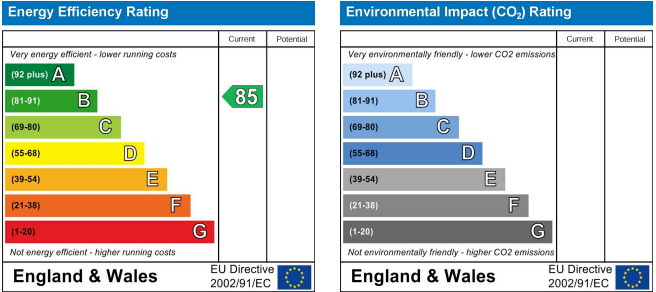 Energy Efficiency Rating
Current Potential
Very energy efficient - lower running costs
(92 plus) A
(81-91) B
85
(69-80) C
(55-68) D
(39-54) E
(21-38) F
(1-20) G
Not energy efficient - higher running costs
England & Wales
EU Directive
2002/91/EC
Environmental Impact (CO₂) Rating
Current Potential
Very environmentally friendly - lower CO2 emissions
(92 plus) A
(81-91) B
(69-80) C
(55-68) D
(39-54) E
(21-38) F
(1-20) G
Not environmentally friendly - higher CO2 emissions
England & Wales
EU Directive
2002/91/EC